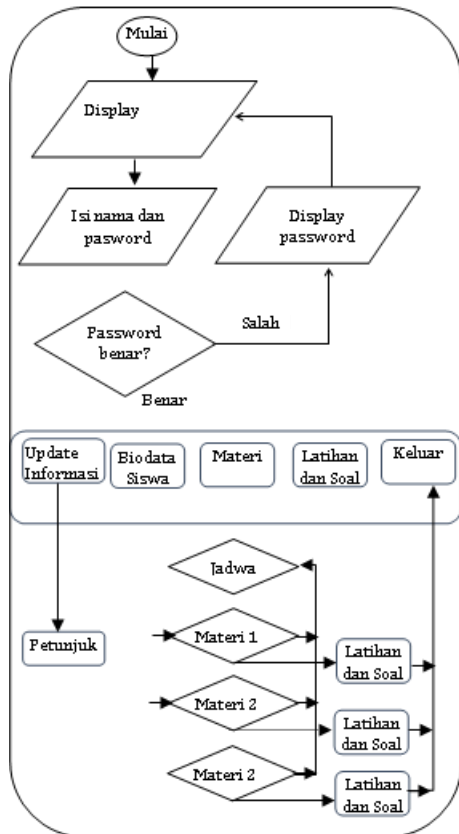 Mulai
Display
Isi nama dan
pasword
Display
password
Password
benar?
Salah
Benar
Update
Informasi
Biodata
Siswa
Materi
Latihan
dan Soal
Keluar
Jadwa
Petunjuk
Materi 1
Latihan
dan Soal
Materi 2
Latihan
dan Soal
Materi 2
Latihan
dan Soal